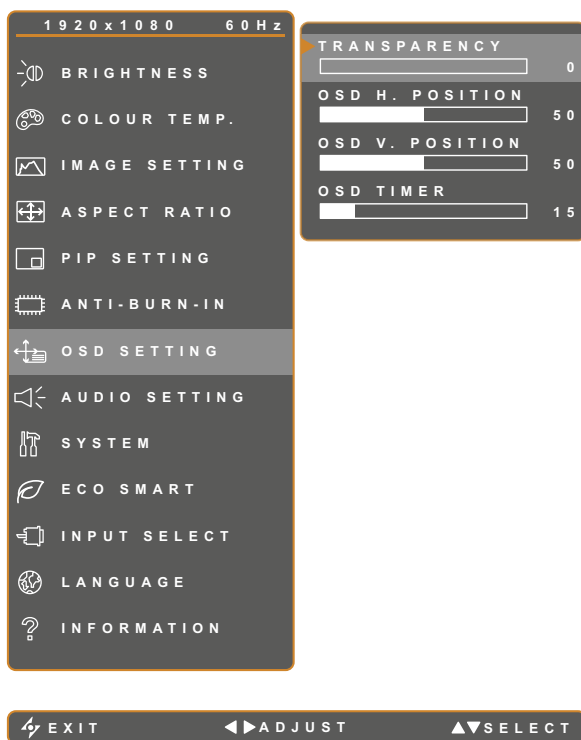 1920x1080 60Hz
BRIGHTNESS
COLOUR TEMP.
IMAGE SETTING
ASPECT RATIO
PIP SETTING
ANTI-BURN-IN
OSD SETTING
AUDIO SETTING
SYSTEM
ECO SMART
INPUT SELECT
LANGUAGE
INFORMATION
TRANSPARENCY
0
OSD H. POSITION
50
OSD V. POSITION
50
OSD TIMER
15
EXIT ADJUST SELECT